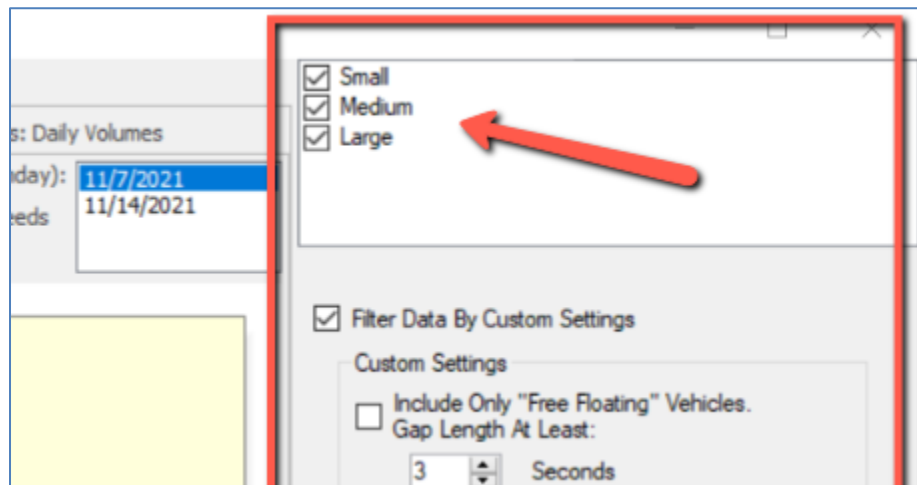 Small
Medium
Large
s: Daily Volumes
day):
11/7/2021
eeds
11/14/2021
Filter Data By Custom Settings
Custom Settings
Include Only "Free Floating" Vehicles.
Gap Length At Least:
3 Seconds